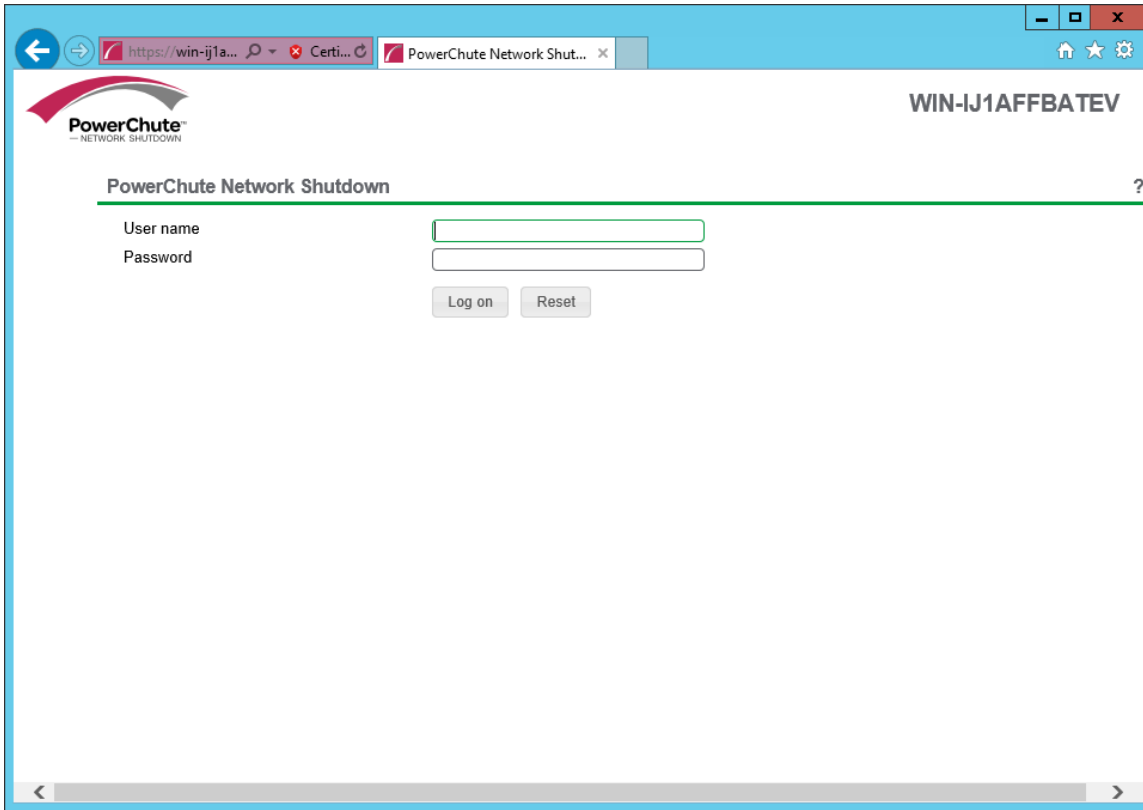 https://win-ij1a... Certi... PowerChute Network Shut...
PowerChute™
NETWORK SHUTDOWN
WIN-IJ1AFFBATEV
PowerChute Network Shutdown ?
User name
Password
Log on Reset